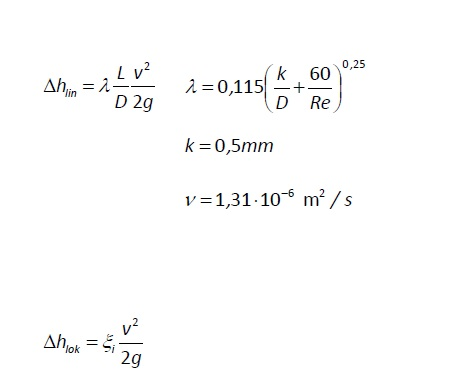 Δh_lin = λ L/D v²/2g    λ = 0,115(k/D + 60/Re)^0,25
k = 0,5mm
ν = 1,31·10⁻⁶ m² / s
Δh_lok = ξ_i v²/2g